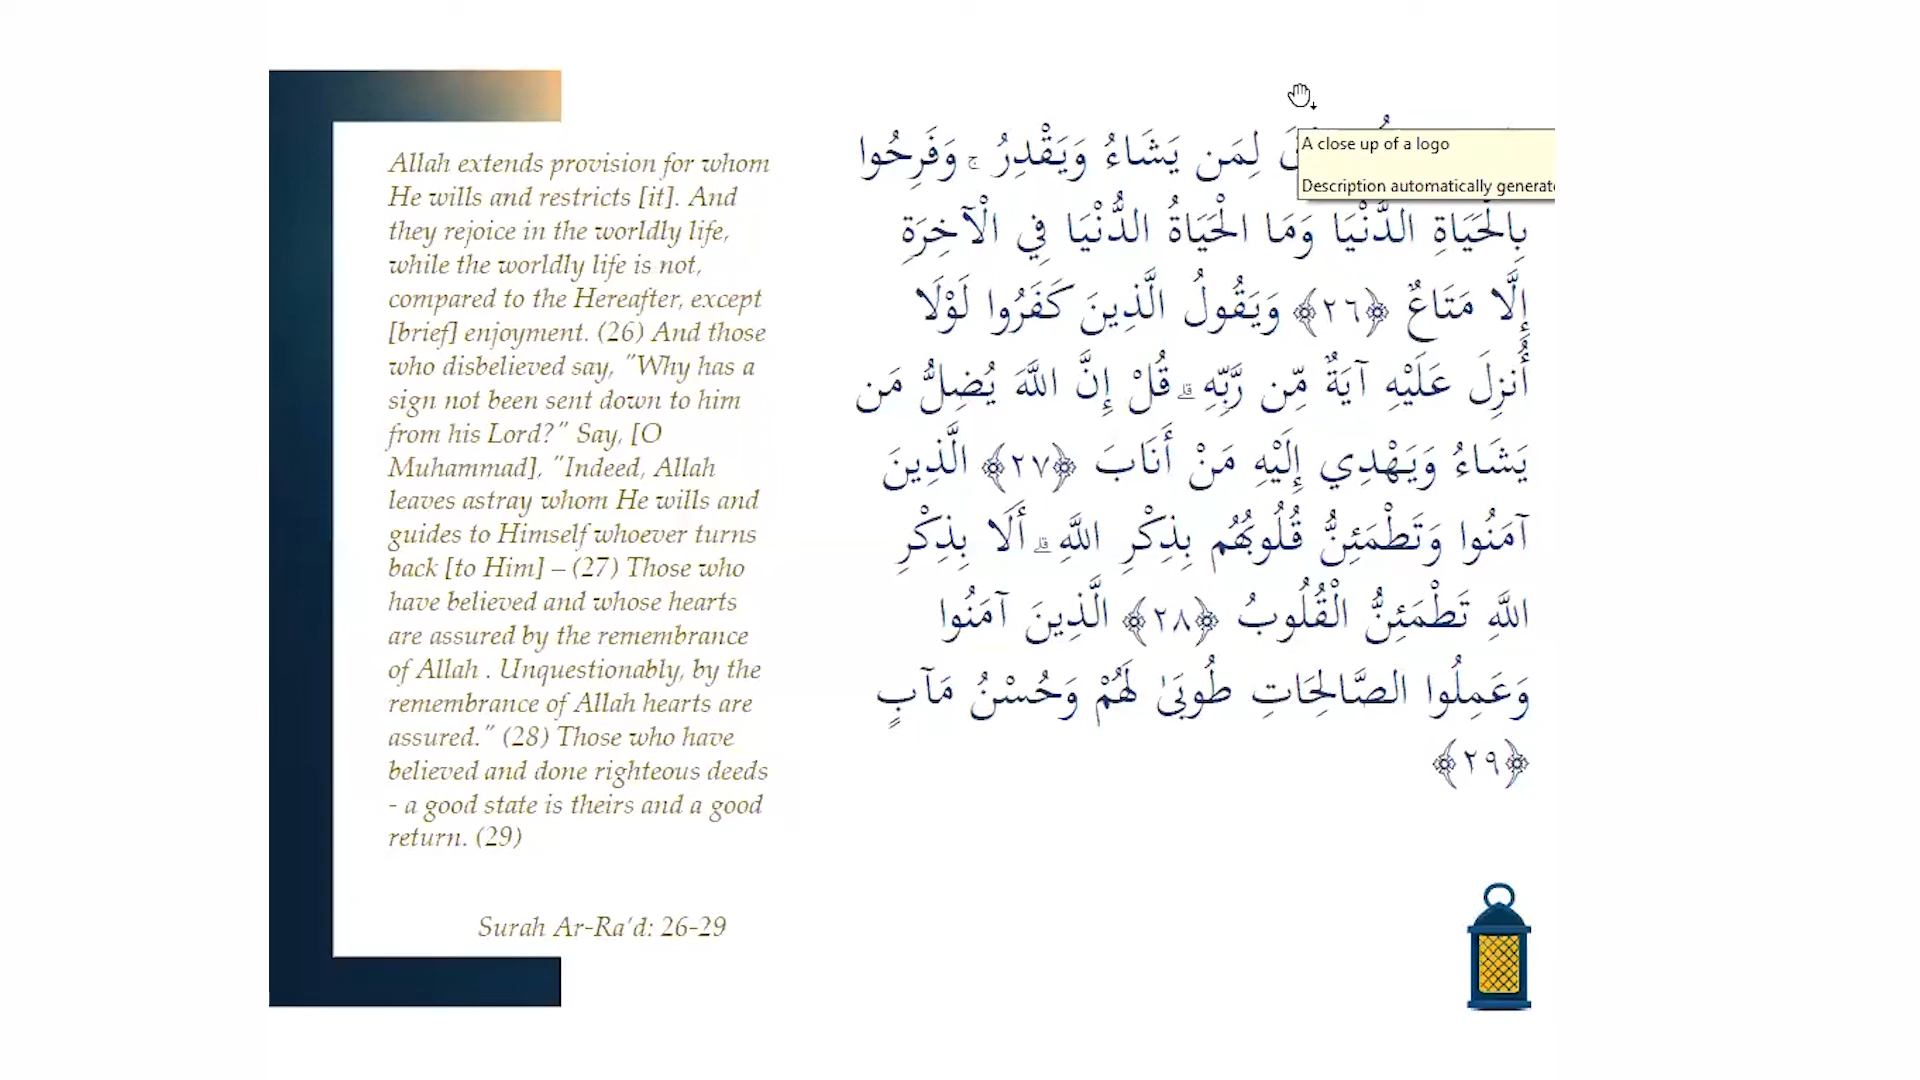 Allah extends provision for whom
He wills and restricts [it]. And
they rejoice in the worldly life,
while the worldly life is not,
compared to the Hereafter, except
[brief] enjoyment. (26) And those
who disbelieved say, "Why has a
sign not been sent down to him
from his Lord?" Say, [O
Muhammad], "Indeed, Allah
leaves astray whom He wills and
guides to Himself whoever turns
back [to Him] – (27) Those who
have believed and whose hearts
are assured by the remembrance
of Allah . Unquestionably, by the
remembrance of Allah hearts are
assured." (28) Those who have
believed and done righteous deeds
- a good state is theirs and a good
return. (29)
Surah Ar-Ra'd: 26-29
لِمَن يَشَاءُ وَيَقْدِرُ ۚ وَفَرِحُوا
بِالْحَيَاةِ الدُّنْيَا وَمَا الْحَيَاةُ الدُّنْيَا فِي الْآخِرَةِ
إِلَّا مَتَاعٌ ﴿٢٦﴾ وَيَقُولُ الَّذِينَ كَفَرُوا لَوْلَا
أُنزِلَ عَلَيْهِ آيَةٌ مِّن رَّبِّهِ ۗ قُلْ إِنَّ اللَّهَ يُضِلُّ مَن
يَشَاءُ وَيَهْدِي إِلَيْهِ مَنْ أَنَابَ ﴿٢٧﴾ الَّذِينَ
آمَنُوا وَتَطْمَئِنُّ قُلُوبُهُم بِذِكْرِ اللَّهِ ۗ أَلَا بِذِكْرِ
اللَّهِ تَطْمَئِنُّ الْقُلُوبُ ﴿٢٨﴾ الَّذِينَ آمَنُوا
وَعَمِلُوا الصَّالِحَاتِ طُوبَىٰ لَهُمْ وَحُسْنُ مَآبٍ
﴿٢٩﴾
A close up of a logo
Description automatically generate